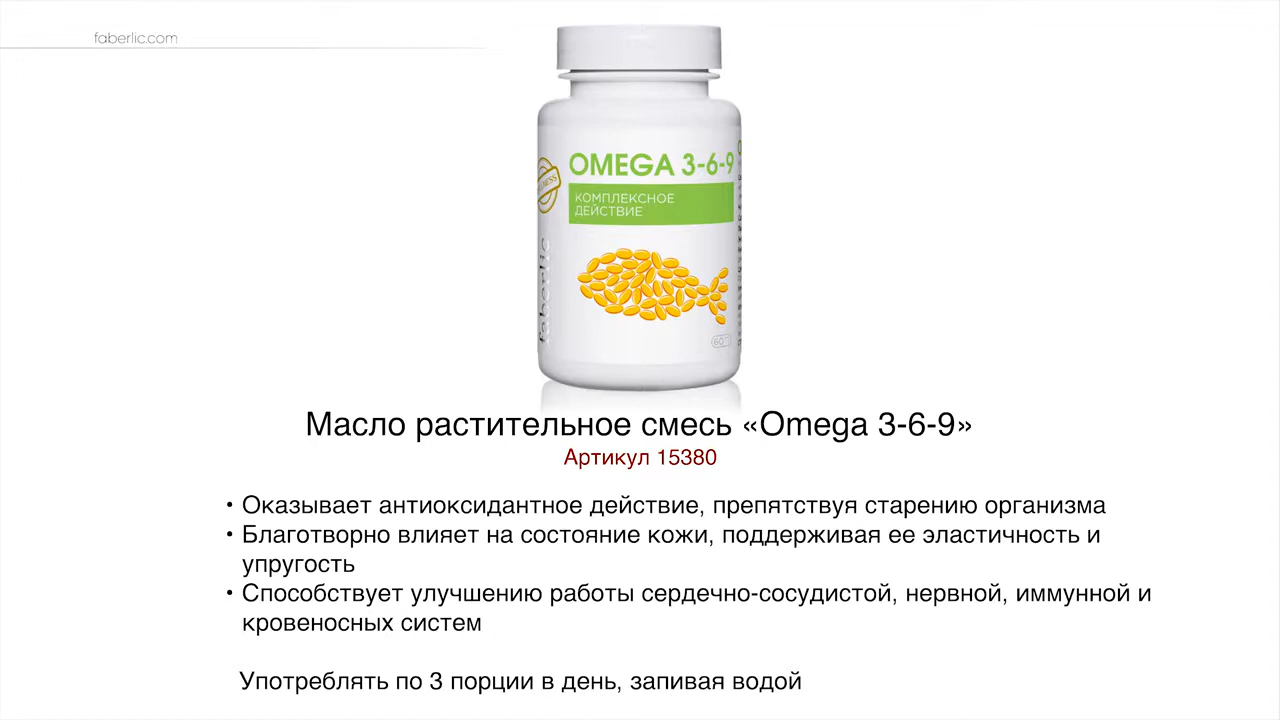 faberlic.com
OMEGA 3-6-9
КОМПЛЕКСНОЕ
ДЕЙСТВИЕ
faberlic
60
Масло растительное смесь «Omega 3-6-9»
Артикул 15380
• Оказывает антиоксидантное действие, препятствуя старению организма
• Благотворно влияет на состояние кожи, поддерживая ее эластичность и
упругость
• Способствует улучшению работы сердечно-сосудистой, нервной, иммунной и
кровеносных систем
Употреблять по 3 порции в день, запивая водой